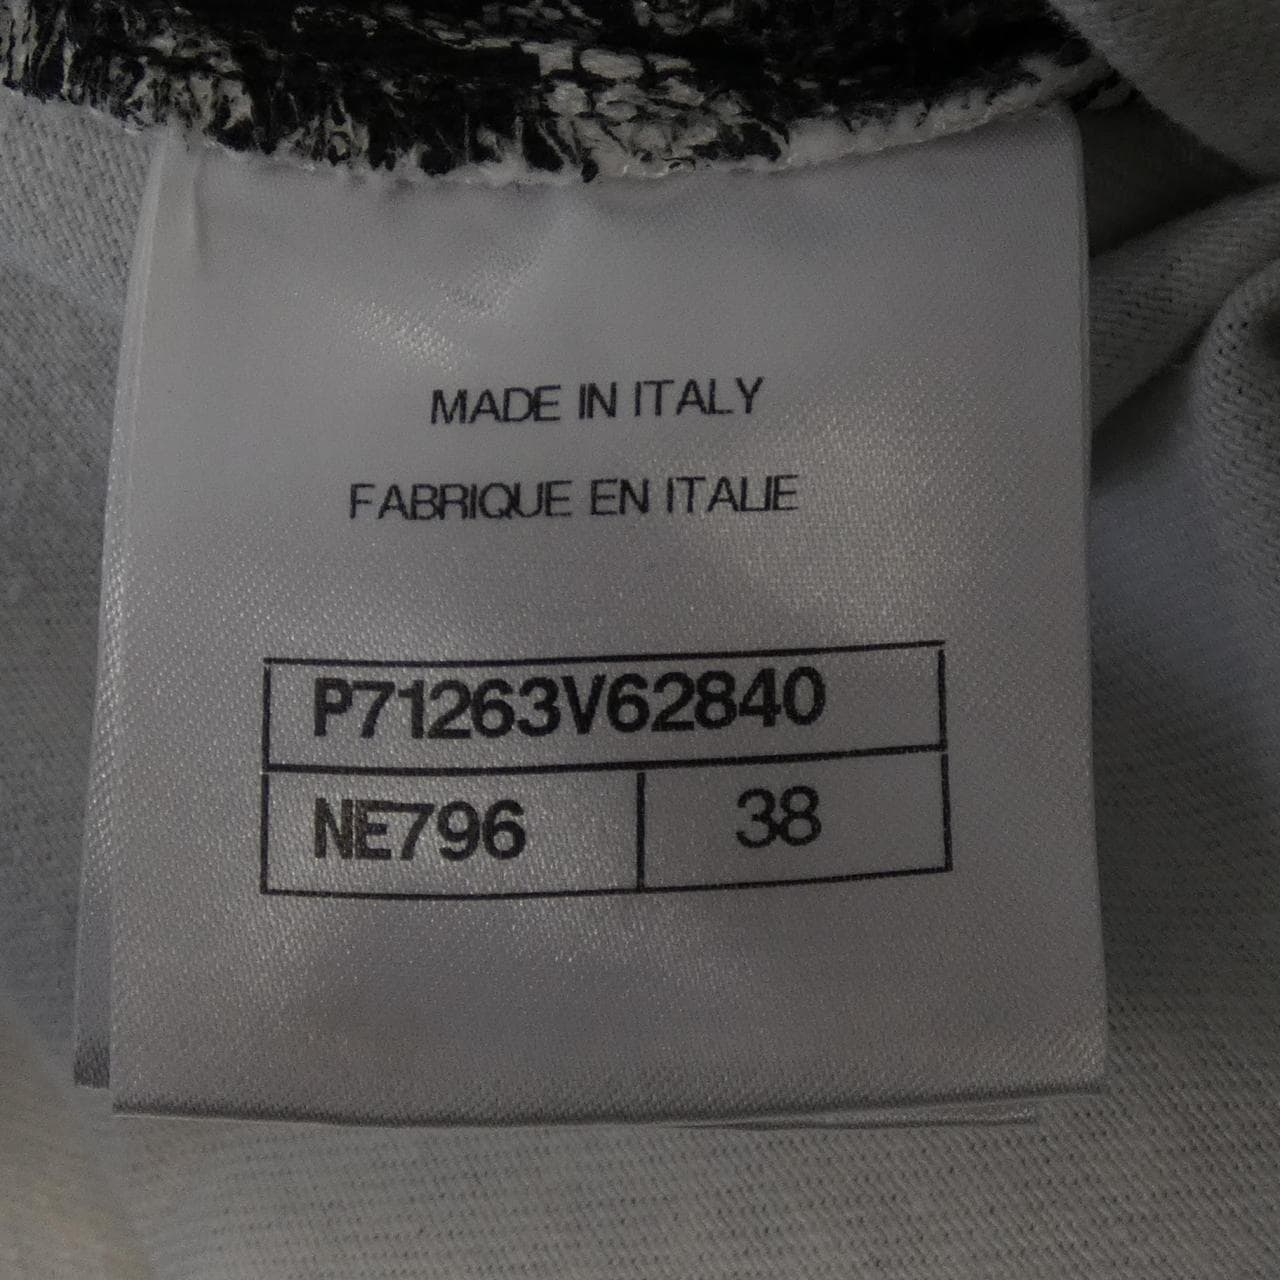 MADE IN ITALY
FABRIQUE EN ITALIE
P71263V62840
NE796 38